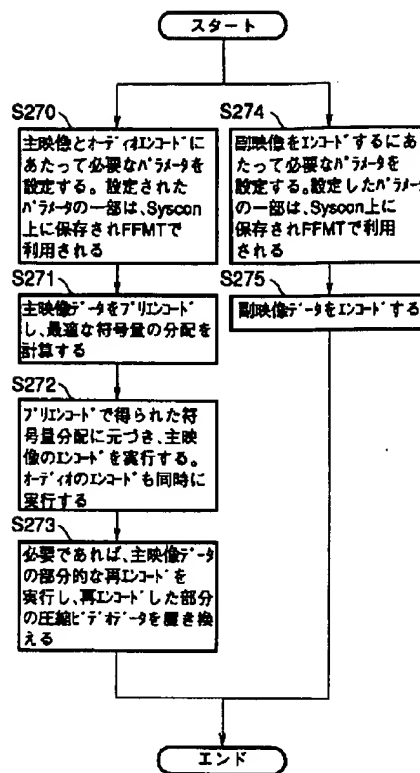 スタート
S270
主映像とオーディオエンコードに
あたって必要なパラメータを
設定する。設定された
パラメータの一部は、Syscon
上に保存されFFMTで
利用される
S271
主映像データをプリエンコード
し、最適な符号量の分配を
計算する
S272
プリエンコードで得られた符
号量分配に元づき、主映
像のエンコードを実行する。
オーディオのエンコードも同時に
実行する
S273
必要であれば、主映像データ
の部分的な再エンコードを
実行し、再エンコードした部分
の圧縮ビデオデータを置き換
える
S274
副映像をエンコードするにあ
たって必要なパラメータを
設定する。設定したパラメータ
の一部は、Syscon上に
保存されFFMTで利用
される
S275
副映像データをエンコードする
エンド